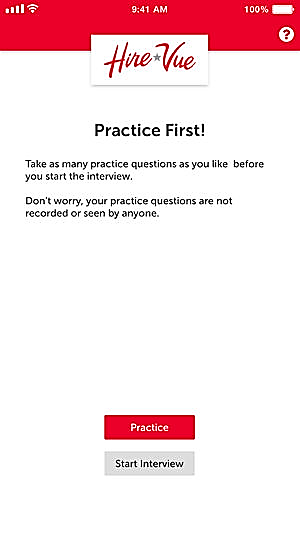 9:41 AM
100%
?
Hire★Vue
Practice First!
Take as many practice questions as you like before
you start the interview.
Don't worry, your practice questions are not
recorded or seen by anyone.
Practice
Start Interview